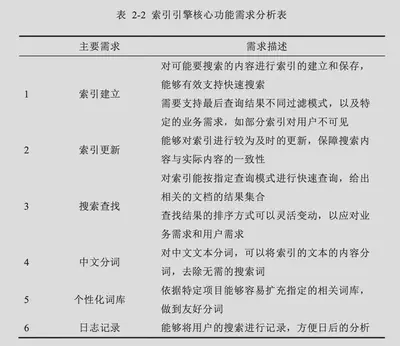 表 2-2 索引引擎核心功能需求分析表
主要需求 需求描述
对可能要搜索的内容进行索引的建立和保存，
能够有效支持快速搜索
1 索引建立
需要支持最后查询结果不同过滤模式，以及特
定的业务需求，如部分索引对用户不可见
能够对索引进行较为及时的更新，保障搜索内
2 索引更新
容与实际内容的一致性
对索引能按指定查询模式进行快速查询，给出
相关的文档的结果集合
3 搜索查找
查找结果的排序方式可以灵活变动，以应对业
务需求和用户需求
对中文文本分词，可以将索引的文本的内容分
4 中文分词
词，去除无需的搜索词
依据特定项目能够容易扩充指定的相关词库，
5 个性化词库
做到友好分词
6 日志记录 能够将用户的搜索进行记录，方便日后的分析